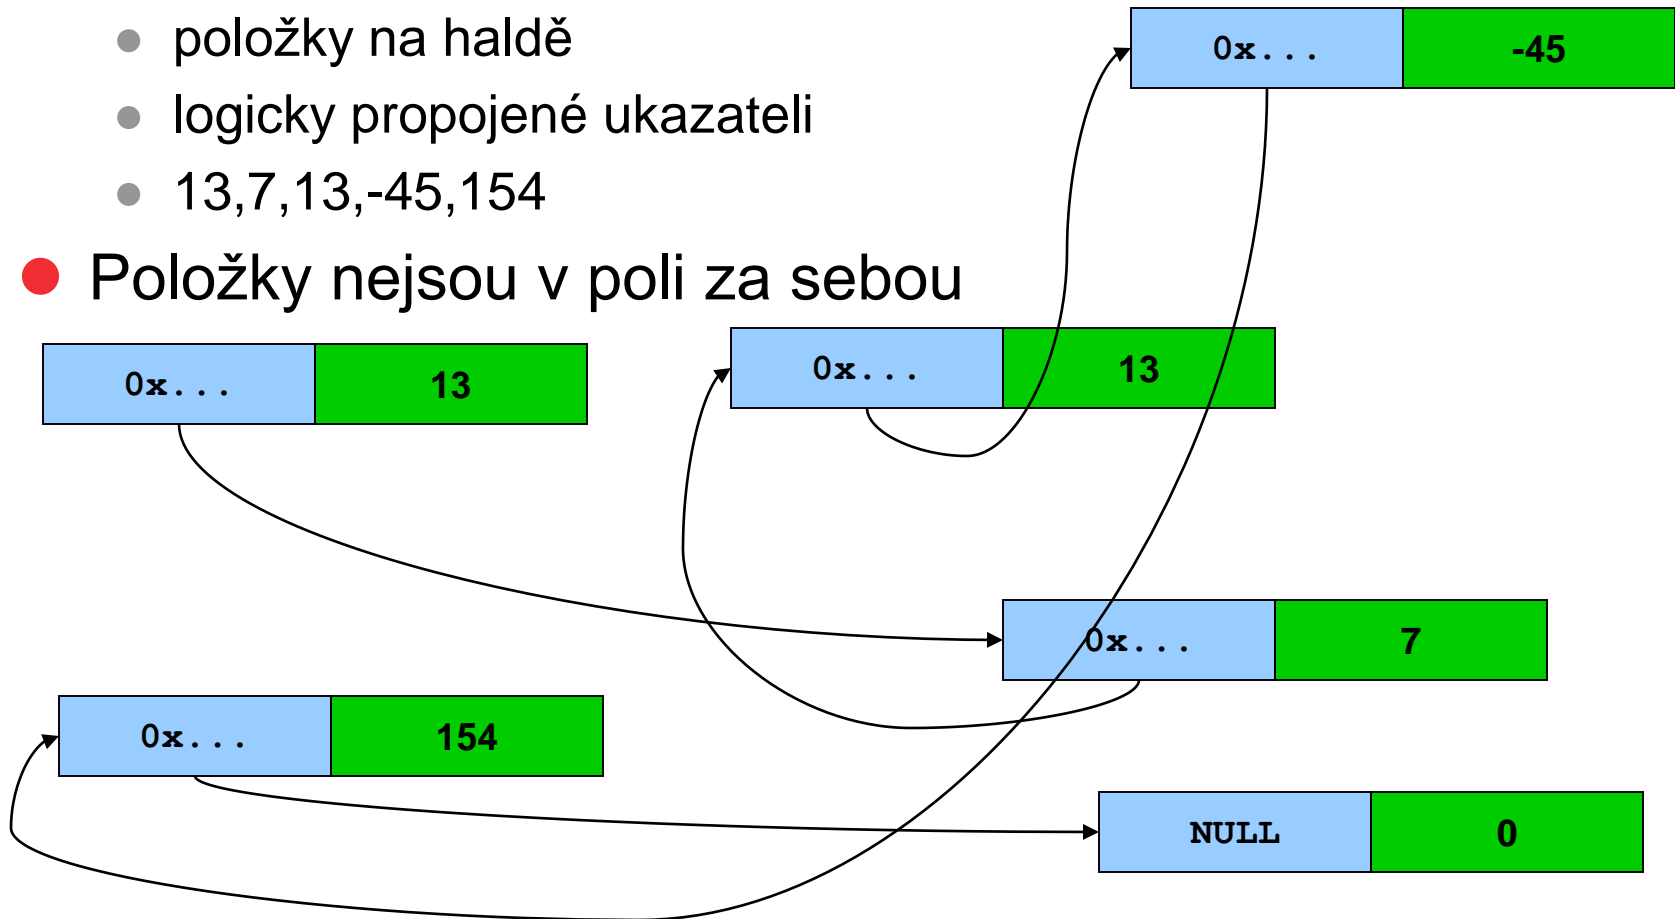 položky na haldě
0x... -45
logicky propojené ukazateli
13,7,13,-45,154
Položky nejsou v poli za sebou
0x... 13
0x... 13
0x... 7
0x... 154
NULL 0